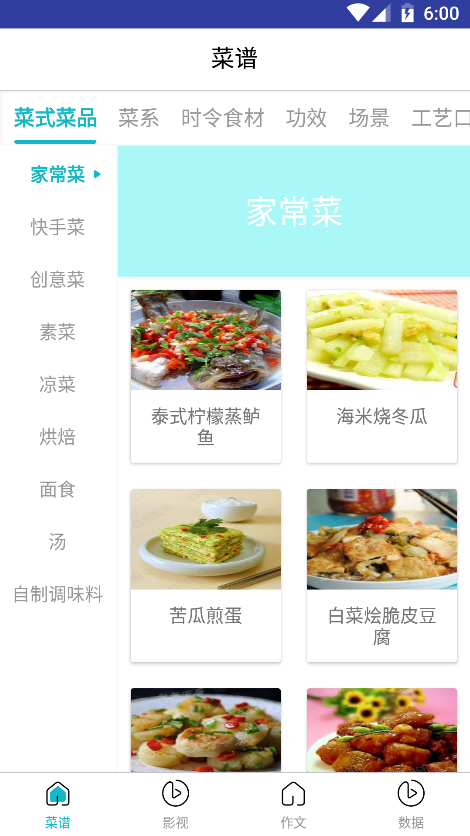 6:00
菜谱
菜式菜品 菜系 时令食材 功效 场景 工艺口
家常菜
快手菜
创意菜
素菜
凉菜
烘焙
面食
汤
自制调味料
家常菜
泰式柠檬蒸鲈
鱼
海米烧冬瓜
苦瓜煎蛋
白菜烩脆皮豆
腐
菜谱 影视 作文 数据